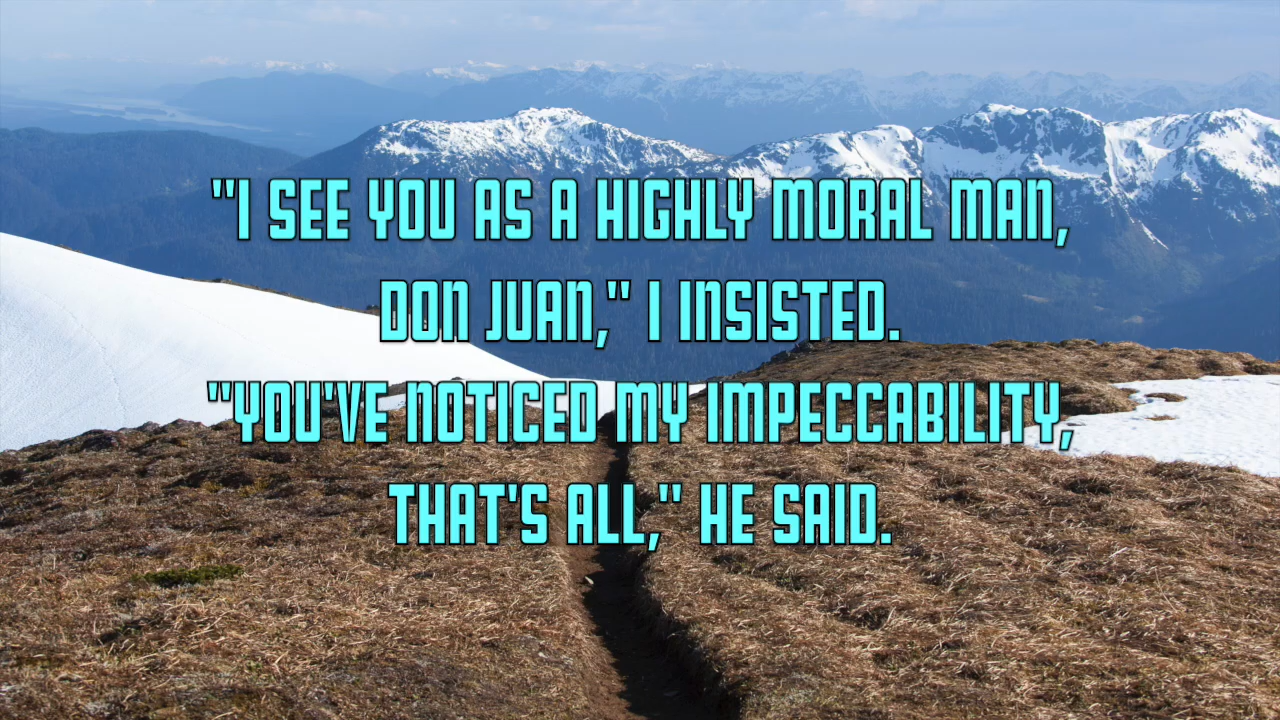 "I SEE YOU AS A HIGHLY MORAL MAN,
DON JUAN," I INSISTED.
"YOU'VE NOTICED MY IMPECCABILITY,
THAT'S ALL," HE SAID.